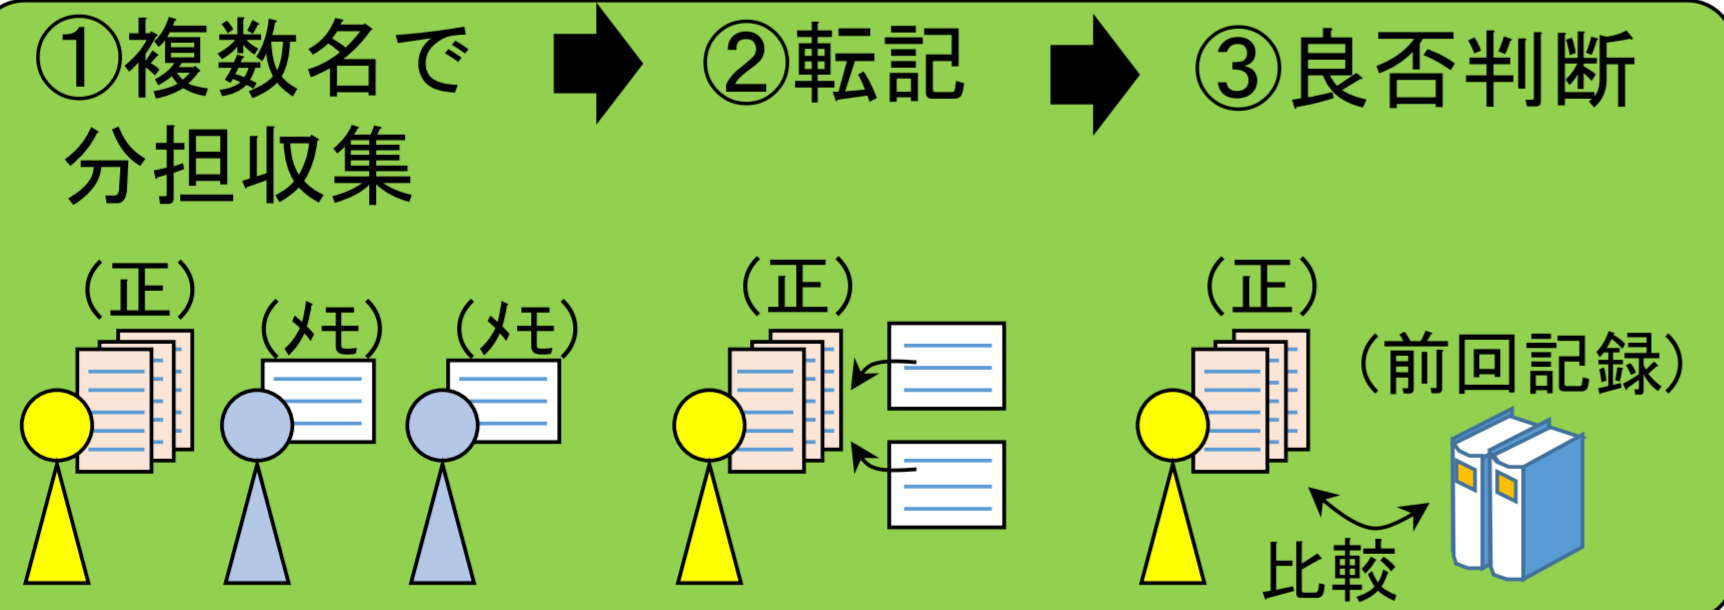 ①複数名で
分担収集
②転記
③良否判断
（正）
（ﾒﾓ）
（ﾒﾓ）
（正）
（正）
（前回記録）
比較